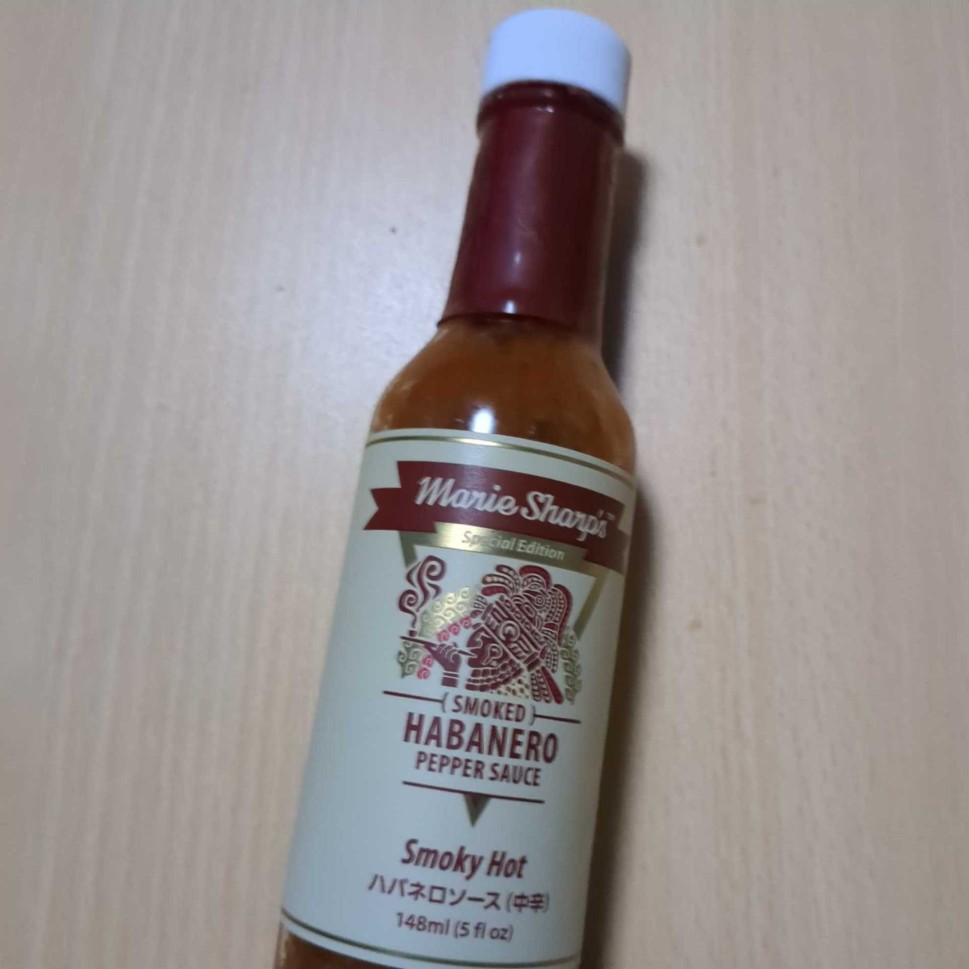 Marie Sharp's™
Special Edition
SMOKED
HABANERO
PEPPER SAUCE
Smoky Hot
ハバネロソース(中辛)
148ml (5 fl oz)